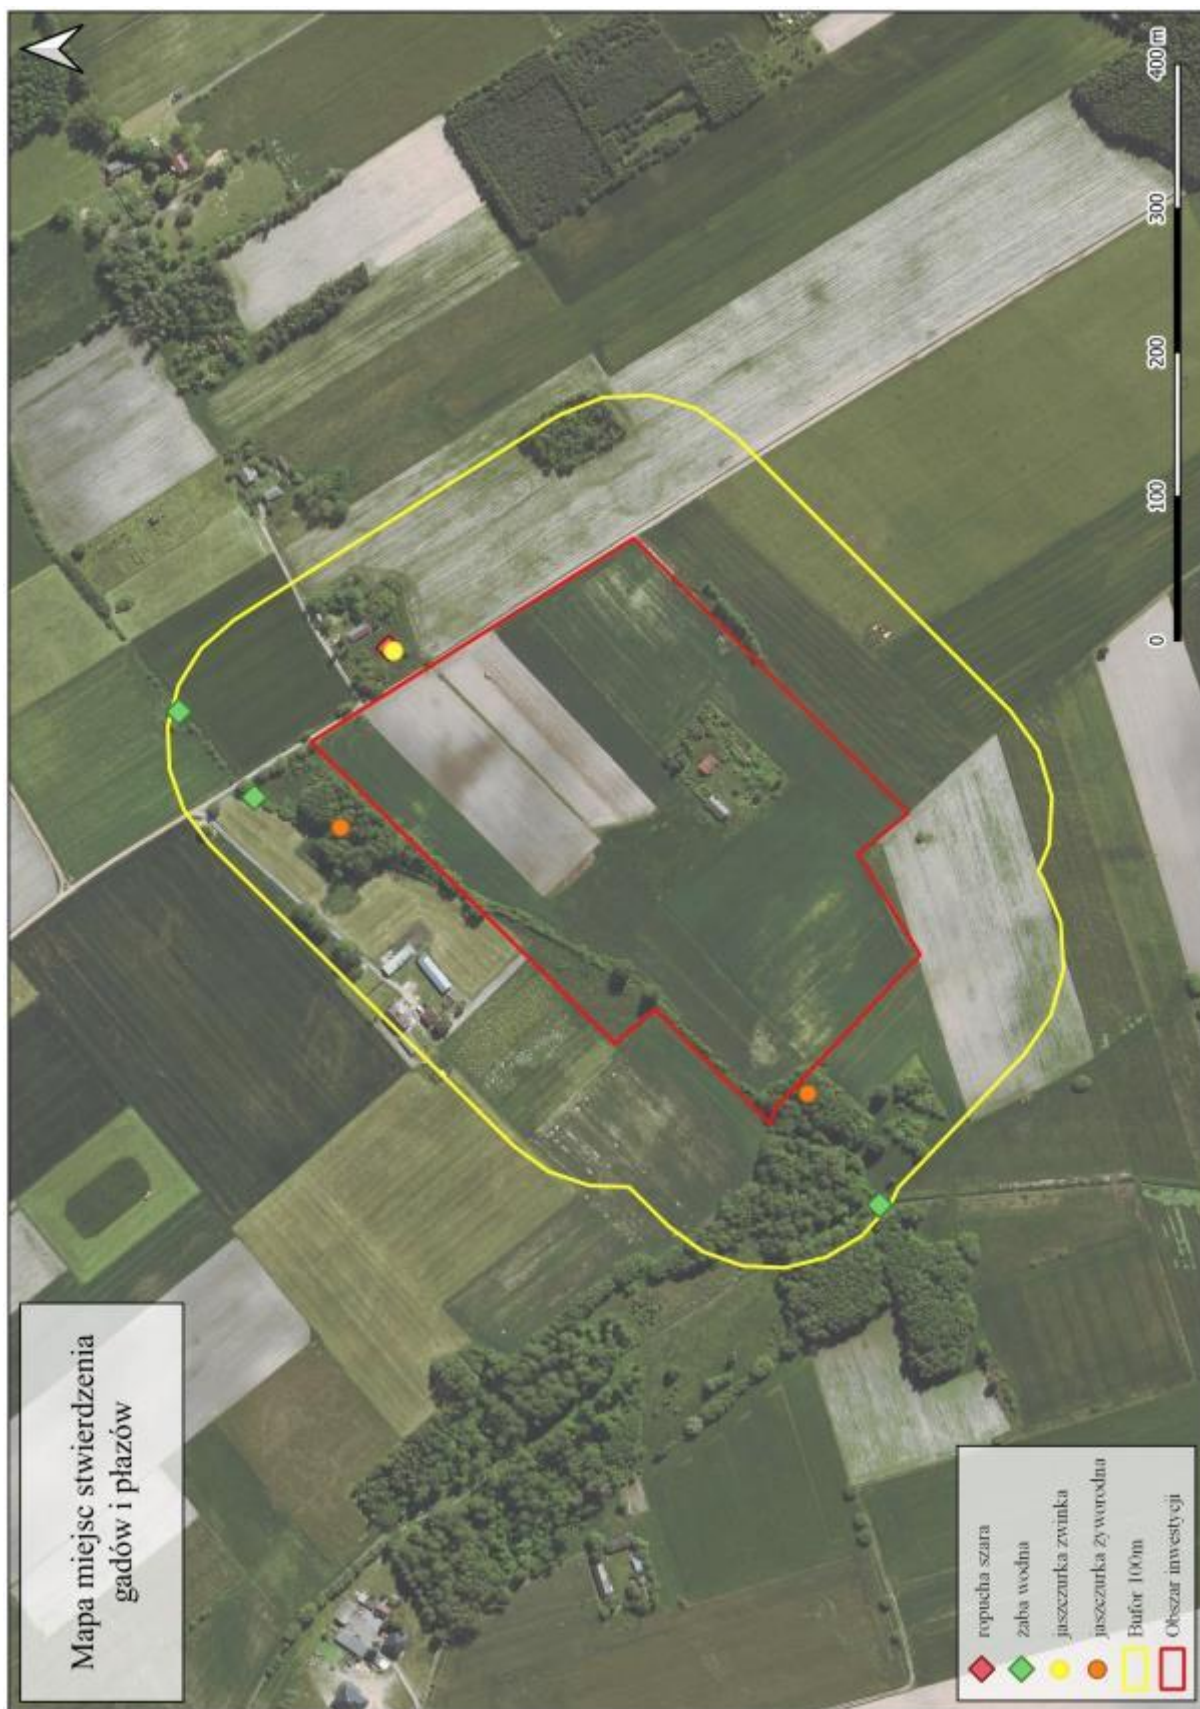 Mapa miejsc stwierdzenia
gadów i płazów
ropucha szara
żaba wodna
jaszczurka zwinka
jaszczurka żyworodna
Bufor 100m
Obszar inwestycji
0 100 200 300 400 m